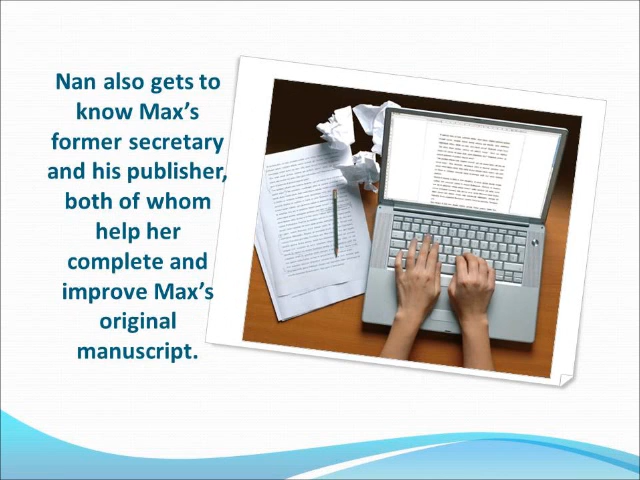 Nan also gets to
know Max's
former secretary
and his publisher,
both of whom
help her
complete and
improve Max's
original
manuscript.